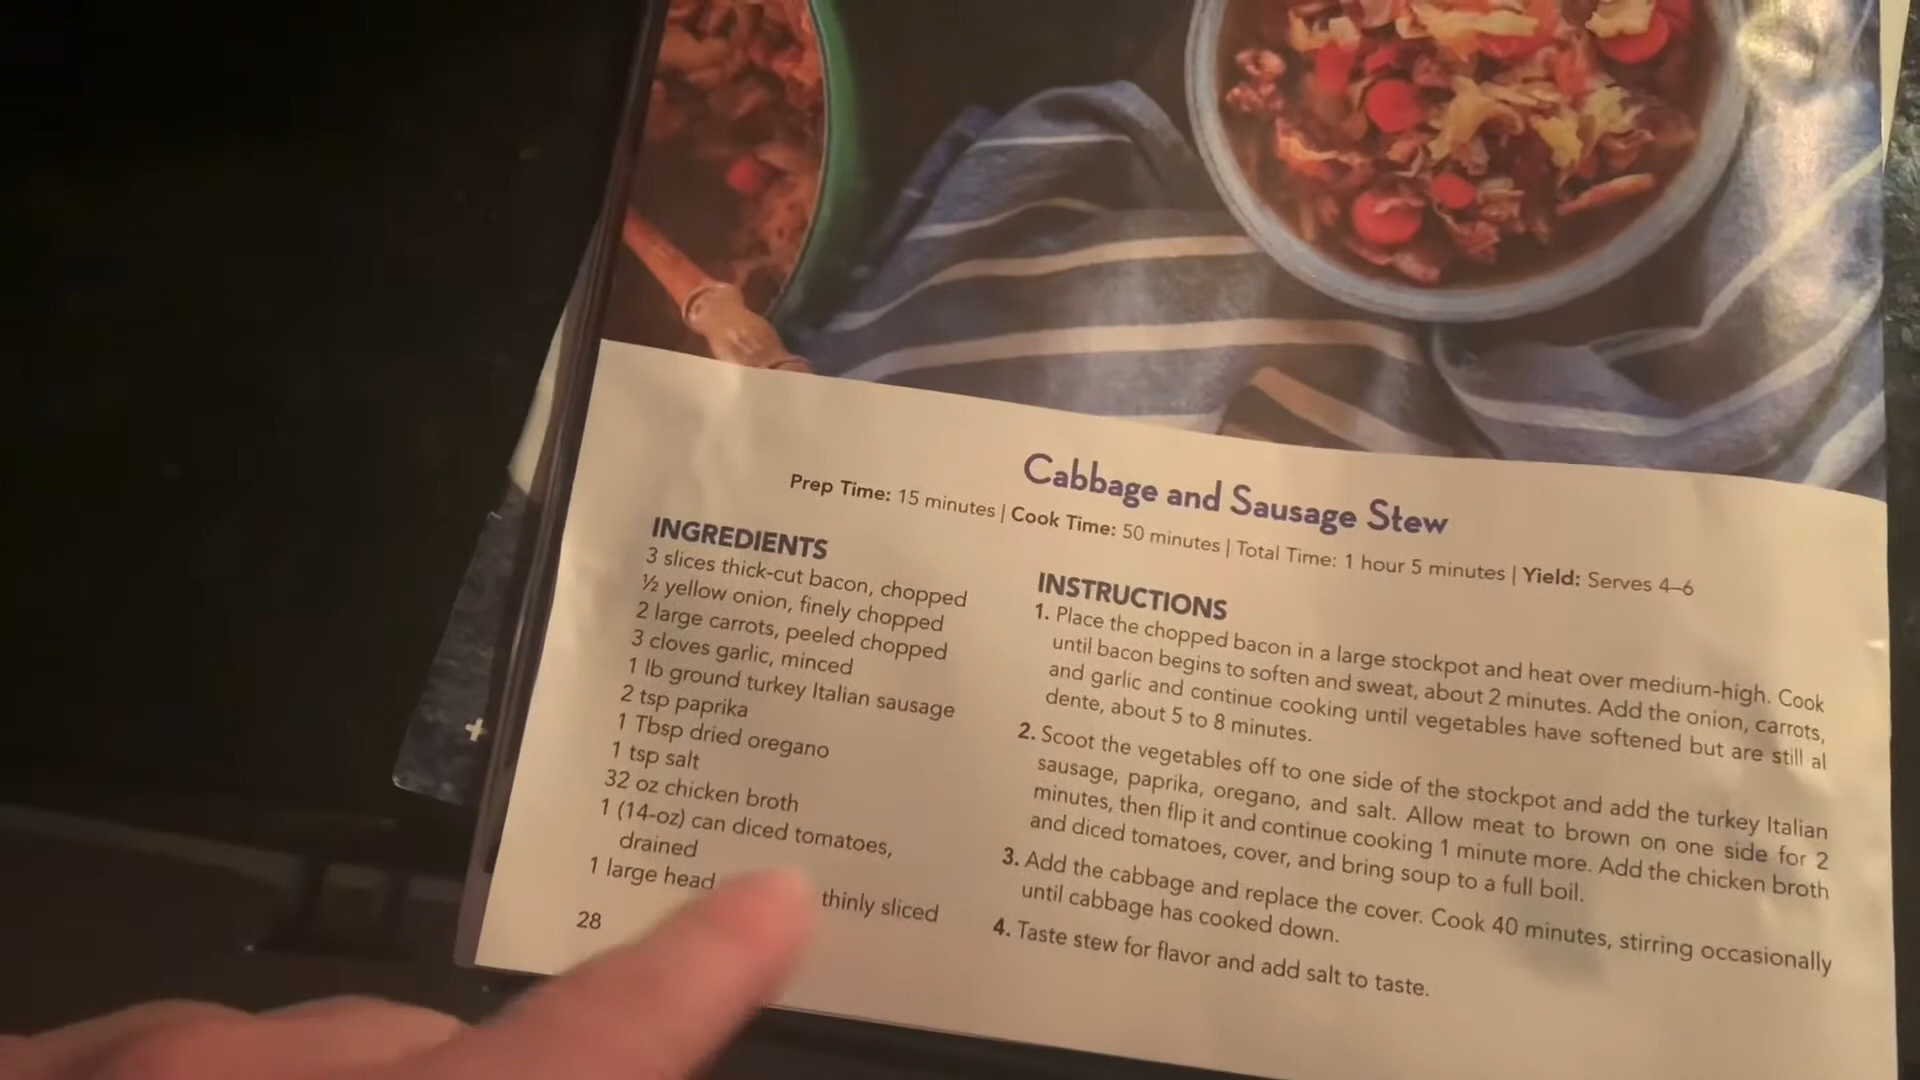 Cabbage and Sausage Stew
Prep Time: 15 minutes | Cook Time: 50 minutes | Total Time: 1 hour 5 minutes | Yield: Serves 4–6
INGREDIENTS
3 slices thick-cut bacon, chopped
½ yellow onion, finely chopped
2 large carrots, peeled chopped
3 cloves garlic, minced
1 lb ground turkey Italian sausage
2 tsp paprika
1 Tbsp dried oregano
1 tsp salt
32 oz chicken broth
1 (14-oz) can diced tomatoes,
drained
1 large head thinly sliced
28
INSTRUCTIONS
1. Place the chopped bacon in a large stockpot and heat over medium-high. Cook
until bacon begins to soften and sweat, about 2 minutes. Add the onion, carrots,
and garlic and continue cooking until vegetables have softened but are still al
dente, about 5 to 8 minutes.
2. Scoot the vegetables off to one side of the stockpot and add the turkey Italian
sausage, paprika, oregano, and salt. Allow meat to brown on one side for 2
minutes, then flip it and continue cooking 1 minute more. Add the chicken broth
and diced tomatoes, cover, and bring soup to a full boil.
3. Add the cabbage and replace the cover. Cook 40 minutes, stirring occasionally
until cabbage has cooked down.
4. Taste stew for flavor and add salt to taste.